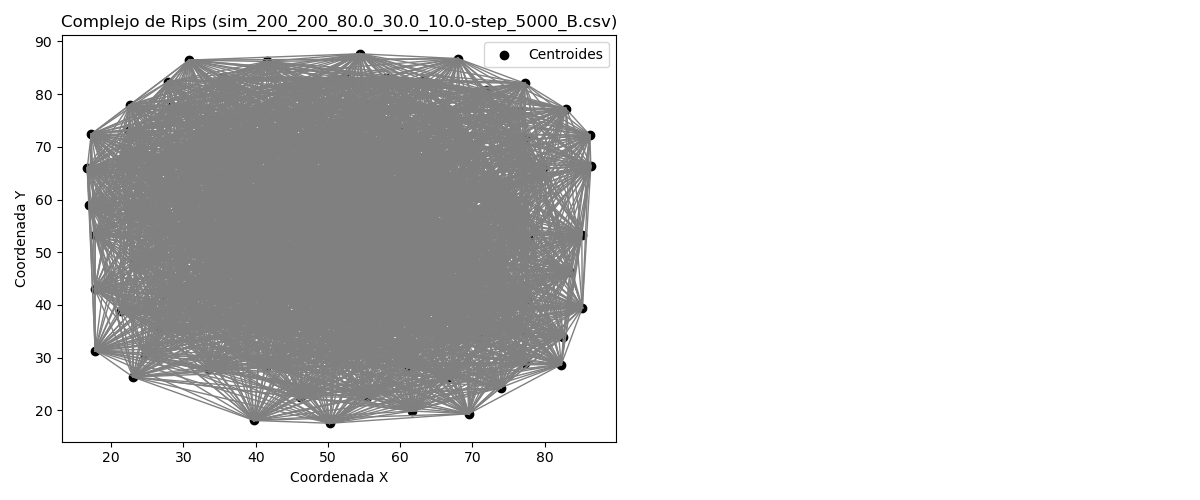 Complejo de Rips (sim_200_200_80.0_30.0_10.0-step_5000_B.csv)
Centroides
90
80
70
60
50
40
30
20
Coordenada Y
20 30 40 50 60 70 80
Coordenada X